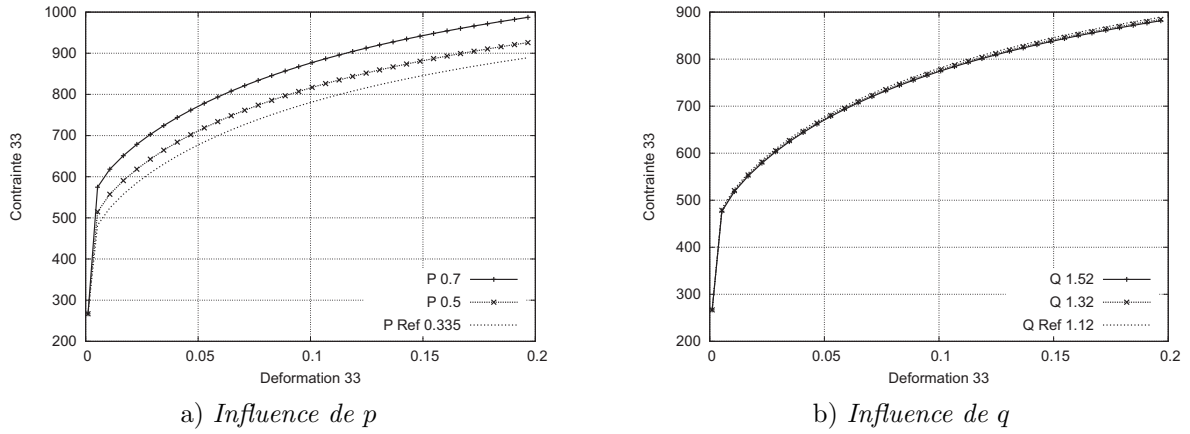 1000
900
800
700
600
500
400
300
200
0
0.05
0.1
0.15
0.2
Contrainte 33
Deformation 33
P 0.7
P 0.5
P Ref 0.335
a) Influence de p
900
800
700
600
500
400
300
200
0
0.05
0.1
0.15
0.2
Contrainte 33
Deformation 33
Q 1.52
Q 1.32
Q Ref 1.12
b) Influence de q